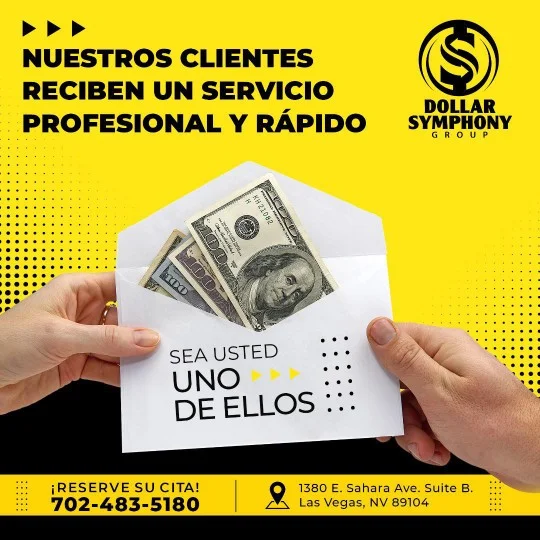 NUESTROS CLIENTES
RECIBEN UN SERVICIO
PROFESIONAL Y RÁPIDO
DOLLAR
SYMPHONY
GROUP
100
SEA USTED
UNO
DE ELLOS
¡RESERVE SU CITA!
702-483-5180
1380 E. Sahara Ave. Suite B.
Las Vegas, NV 89104